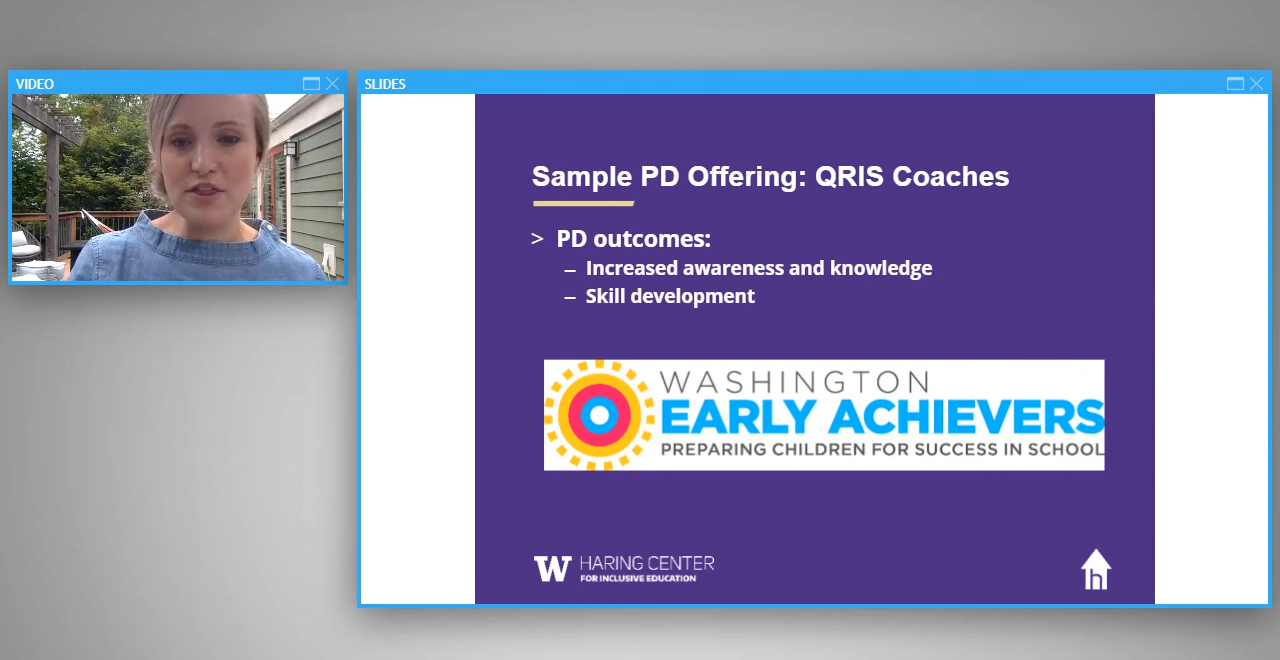 VIDEO
SLIDES
Sample PD Offering: QRIS Coaches
> PD outcomes:
– Increased awareness and knowledge
– Skill development
WASHINGTON
EARLY ACHIEVERS
PREPARING CHILDREN FOR SUCCESS IN SCHOOL
W HARING CENTER
FOR INCLUSIVE EDUCATION
h